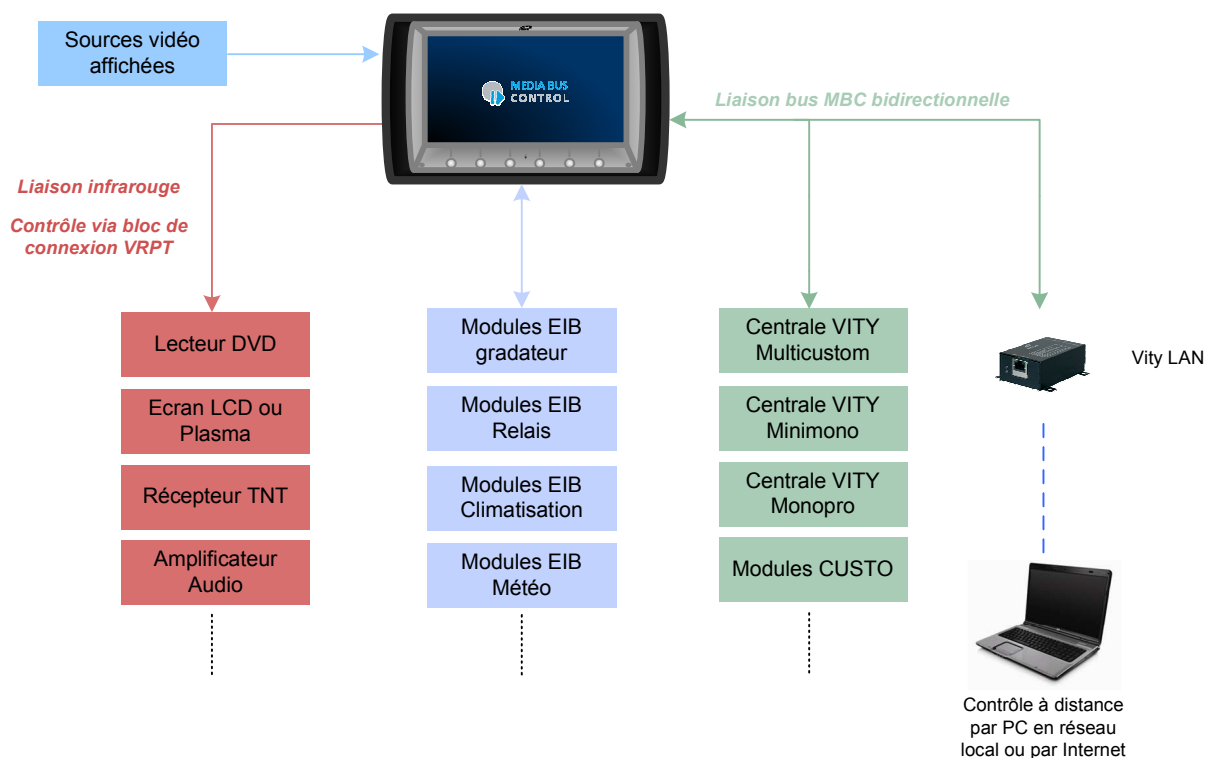 Sources vidéo
affichées
MEDIA BUS
CONTROL
Liaison bus MBC bidirectionnelle
Liaison infrarouge
Contrôle via bloc de
connexion VRPT
Lecteur DVD
Ecran LCD ou
Plasma
Récepteur TNT
Amplificateur
Audio
Modules EIB
gradateur
Modules EIB
Relais
Modules EIB
Climatisation
Modules EIB
Météo
Centrale VITY
Multicustom
Centrale VITY
Minimono
Centrale VITY
Monopro
Modules CUSTO
Vity LAN
Contrôle à distance
par PC en réseau
local ou par Internet